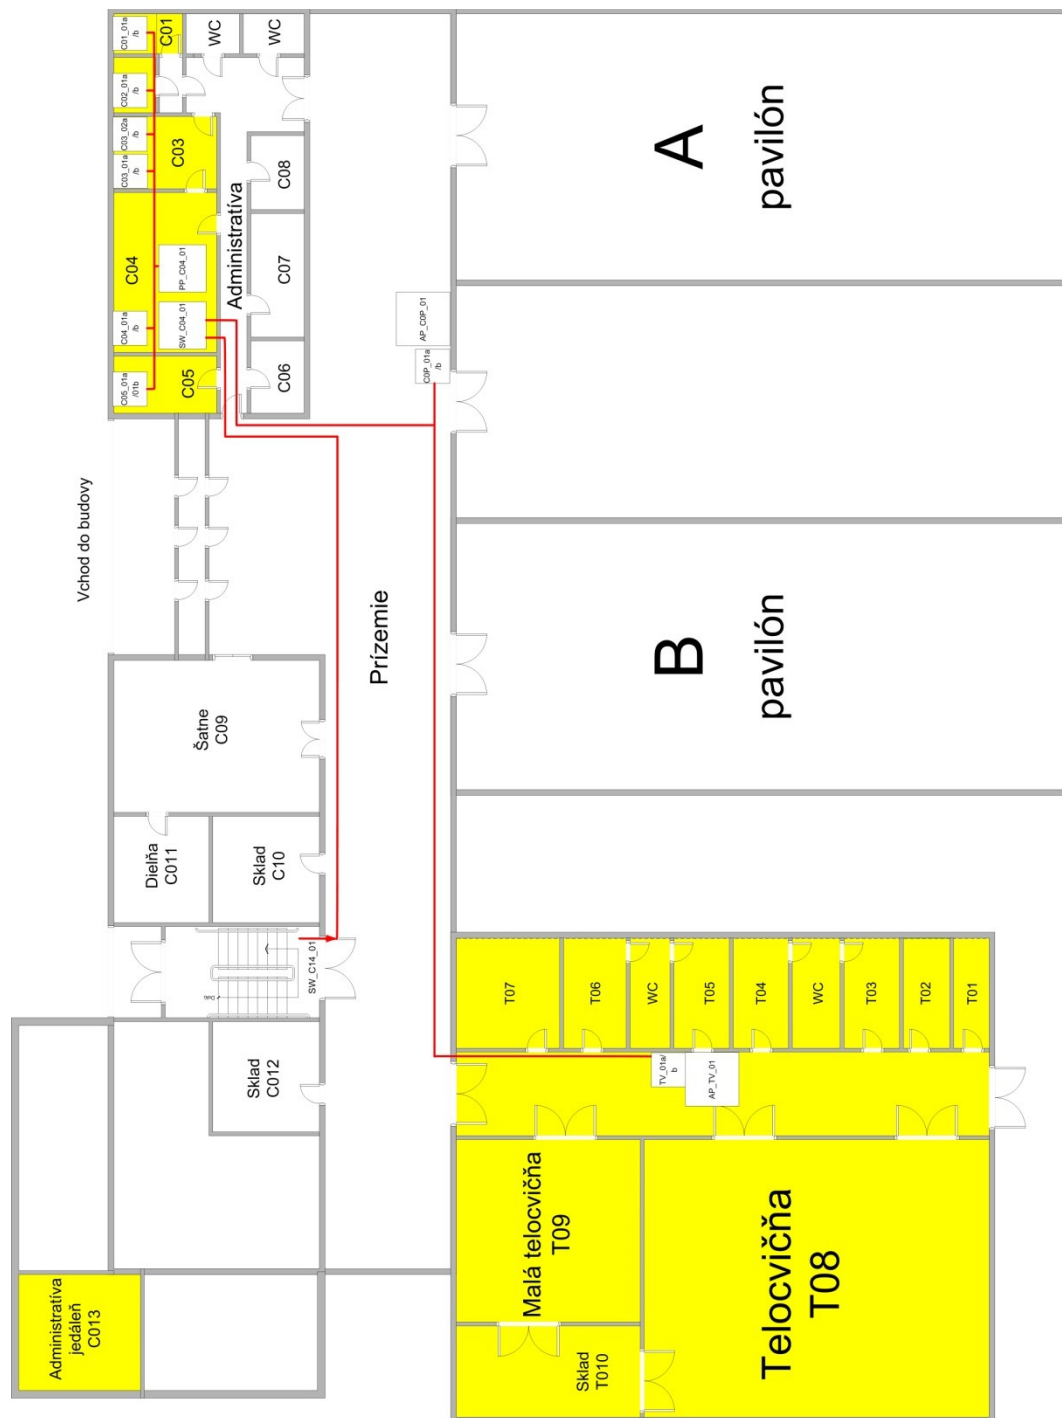 C01_01a
/b
C01
WC
WC
C02_01a
/b
C03_02a
/b
C03_01a
/b
C03
C08
Administratíva
C04
PP_C04_01
SW_C04_01
C04_01a
/b
C07
C05_01a
/01b
C05
C06
AP_C0P_01
C0P_01a
/b
A
pavilón
Vchod do budovy
Prízemie
B
pavilón
Šatne
C09
Dielňa
C011
Sklad
C10
SW_C14_01
Dolu
Sklad
C012
Administratíva
jedáleň
C013
T07
T06
WC
T05
T04
WC
T03
T02
T01
TV_01a/
b
AP_TV_01
Malá telocvičňa
T09
Telocvičňa
T08
Sklad
T010